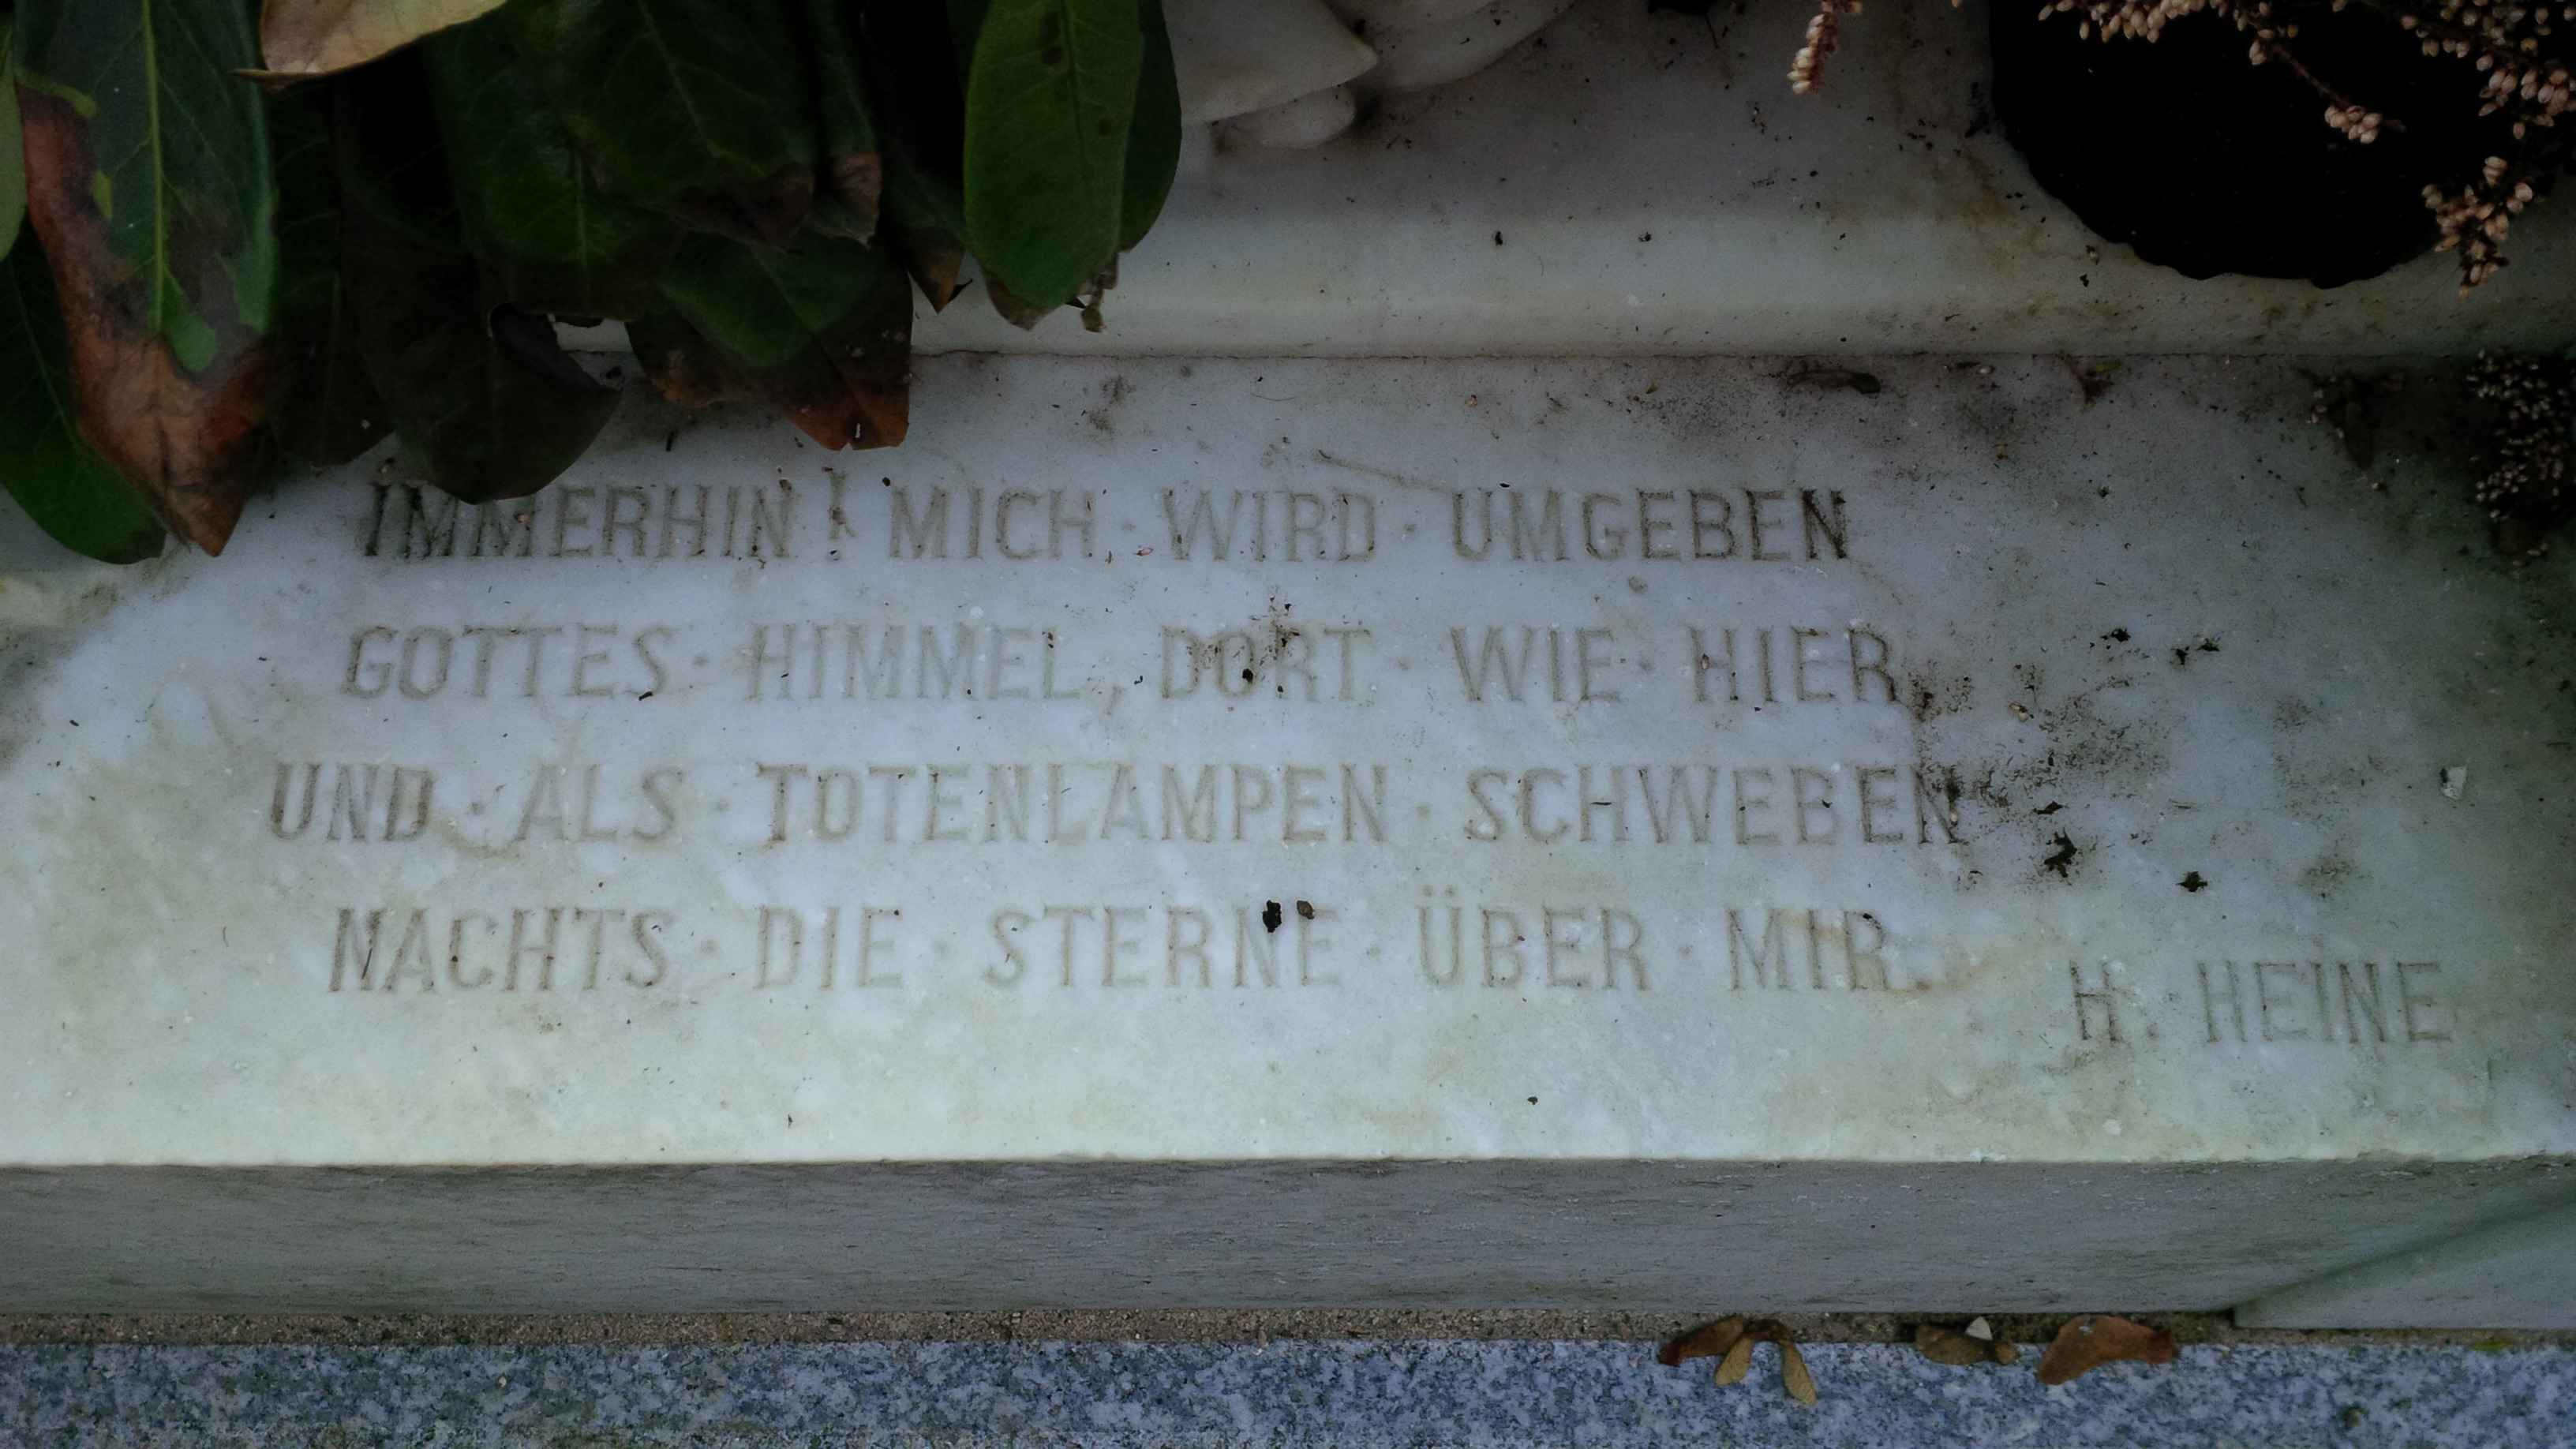 IMMERHIN! MICH · WIRD · UMGEBEN
GOTTES · HIMMEL, DORT · WIE · HIER,
UND · ALS · TOTENLAMPEN · SCHWEBEN
NACHTS · DIE · STERNE · ÜBER · MIR.
H. HEINE